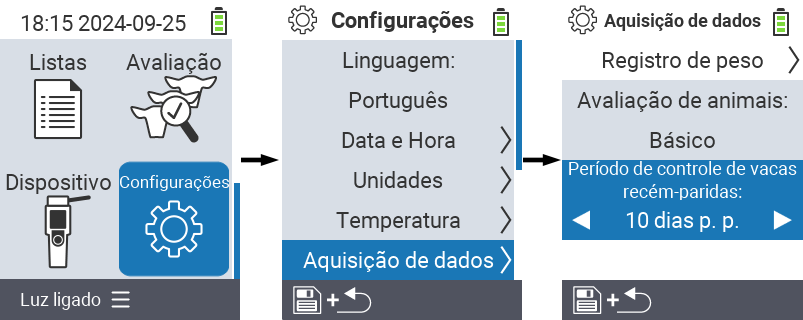 18:15 2024-09-25
Listas
Avaliação
Dispositivo
Configurações
Luz ligado
Configurações
Linguagem:
Português
Data e Hora
Unidades
Temperatura
Aquisição de dados
+
Aquisição de dados
Registro de peso
Avaliação de animais:
Básico
Período de controle de vacas
recém-paridas:
10 dias p. p.
+